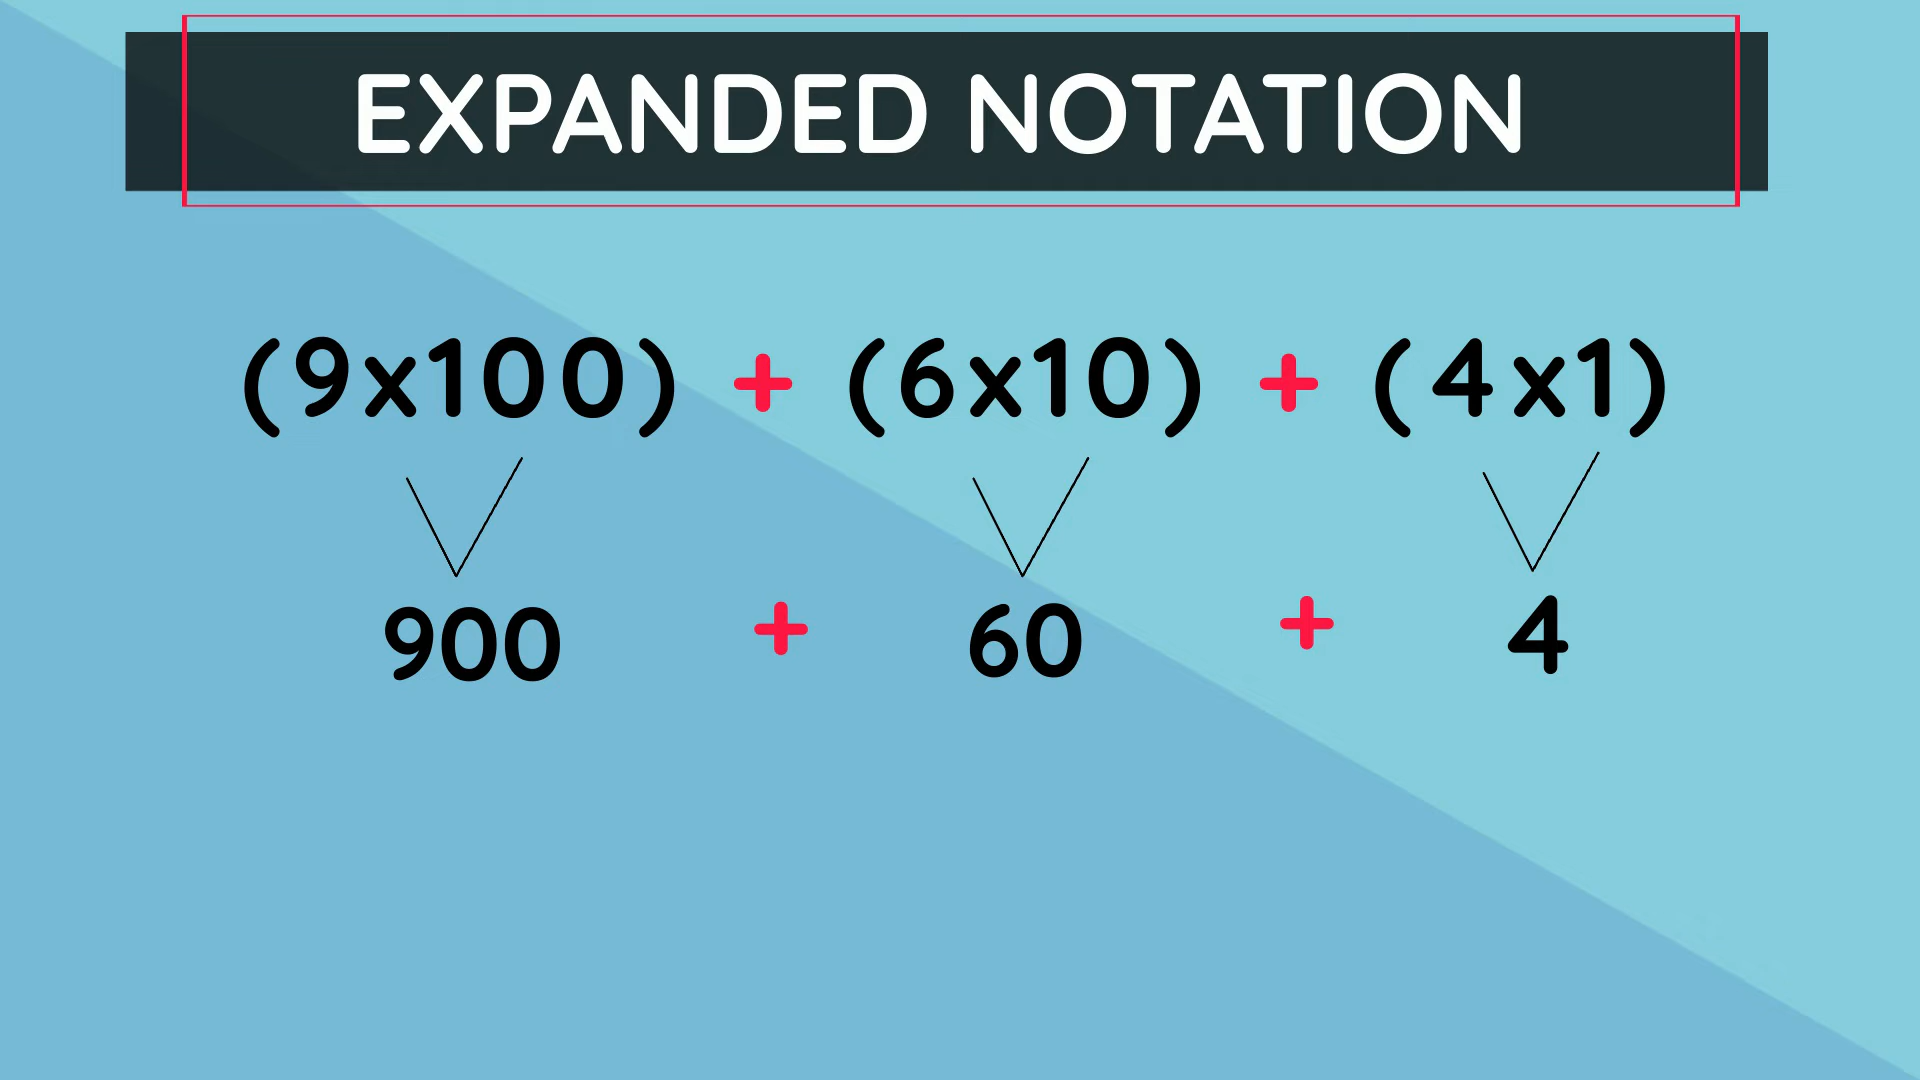 EXPANDED NOTATION
(9x100) + (6x10) + (4x1)
900 + 60 + 4